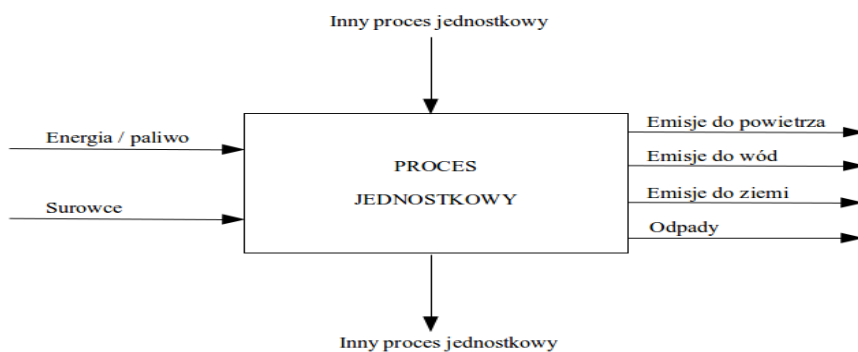 Inny proces jednostkowy
Energia / paliwo
Surowce
PROCES
JEDNOSTKOWY
Emisje do powietrza
Emisje do wód
Emisje do ziemi
Odpady
Inny proces jednostkowy